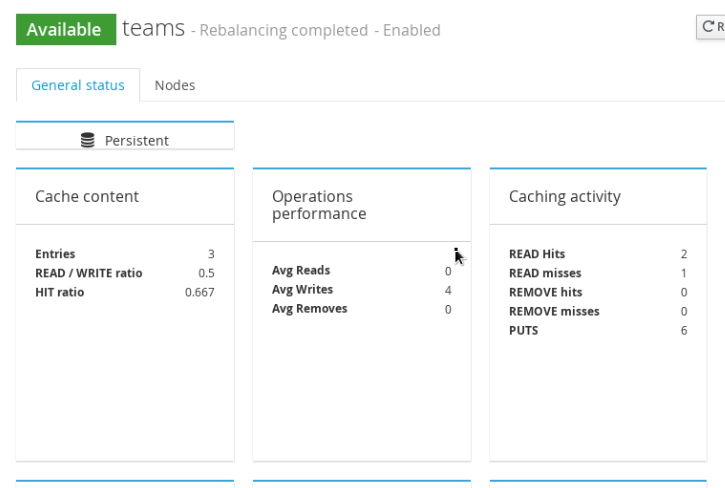 Available teams - Rebalancing completed - Enabled
R
General status Nodes
Persistent
Cache content
Entries 3
READ / WRITE ratio 0.5
HIT ratio 0.667
Operations
performance
Avg Reads 0
Avg Writes 4
Avg Removes 0
Caching activity
READ Hits 2
READ misses 1
REMOVE hits 0
REMOVE misses 0
PUTS 6